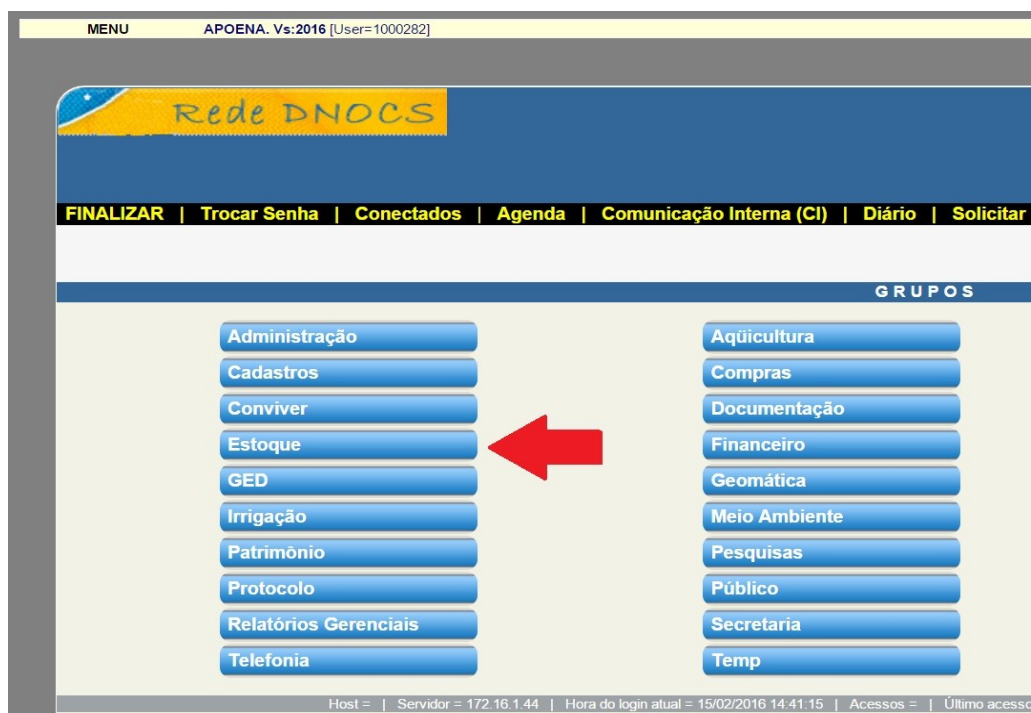 MENU APOENA. Vs:2016 [User=1000282]
Rede DNOCS
FINALIZAR | Trocar Senha | Conectados | Agenda | Comunicação Interna (CI) | Diário | Solicitar
GRUPOS
Administração Aqüicultura
Cadastros Compras
Conviver Documentação
Estoque Financeiro
GED Geomática
Irrigação Meio Ambiente
Patrimônio Pesquisas
Protocolo Público
Relatórios Gerenciais Secretaria
Telefonia Temp
Host = | Servidor = 172.16.1.44 | Hora do login atual = 15/02/2016 14:41:15 | Acessos = | Último acesso